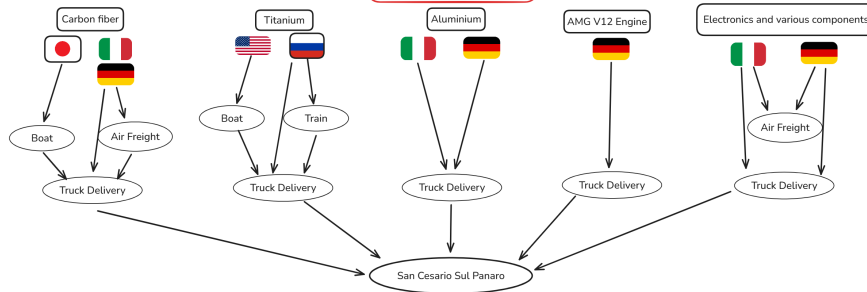 Carbon fiber
Titanium
Aluminium
AMG V12 Engine
Electronics and various components
Boat
Air Freight
Boat
Train
Air Freight
Truck Delivery
Truck Delivery
Truck Delivery
Truck Delivery
Truck Delivery
San Cesario Sul Panaro